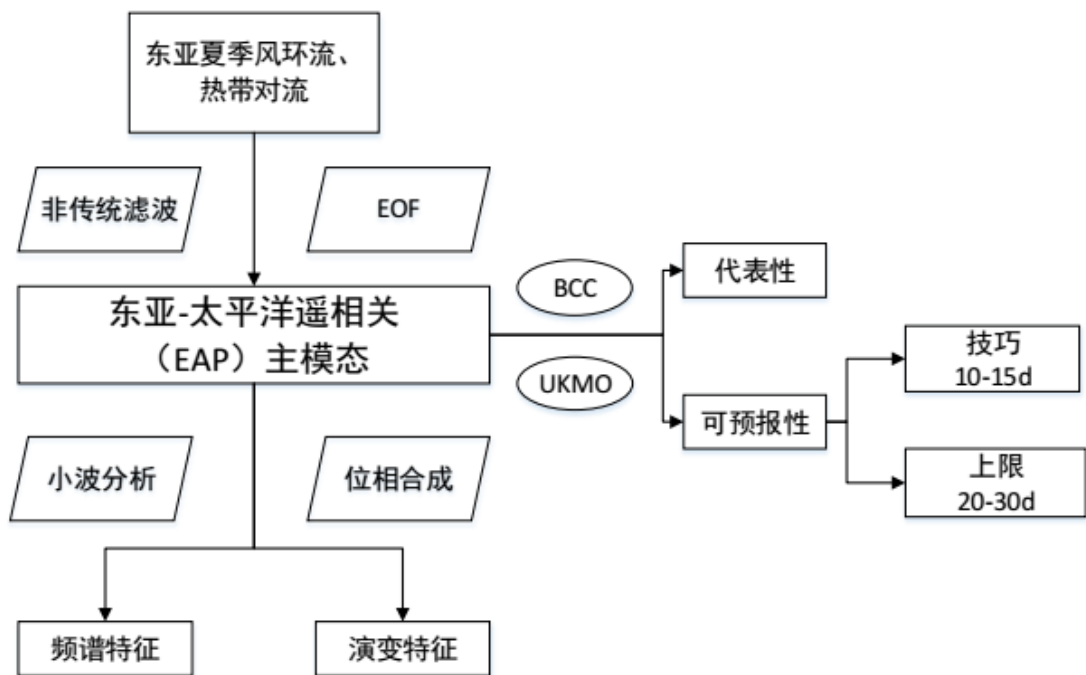 东亚夏季风环流、
热带对流
非传统滤波
EOF
东亚-太平洋遥相关
（EAP）主模态
BCC
UKMO
代表性
可预报性
技巧
10-15d
上限
20-30d
小波分析
位相合成
频谱特征
演变特征